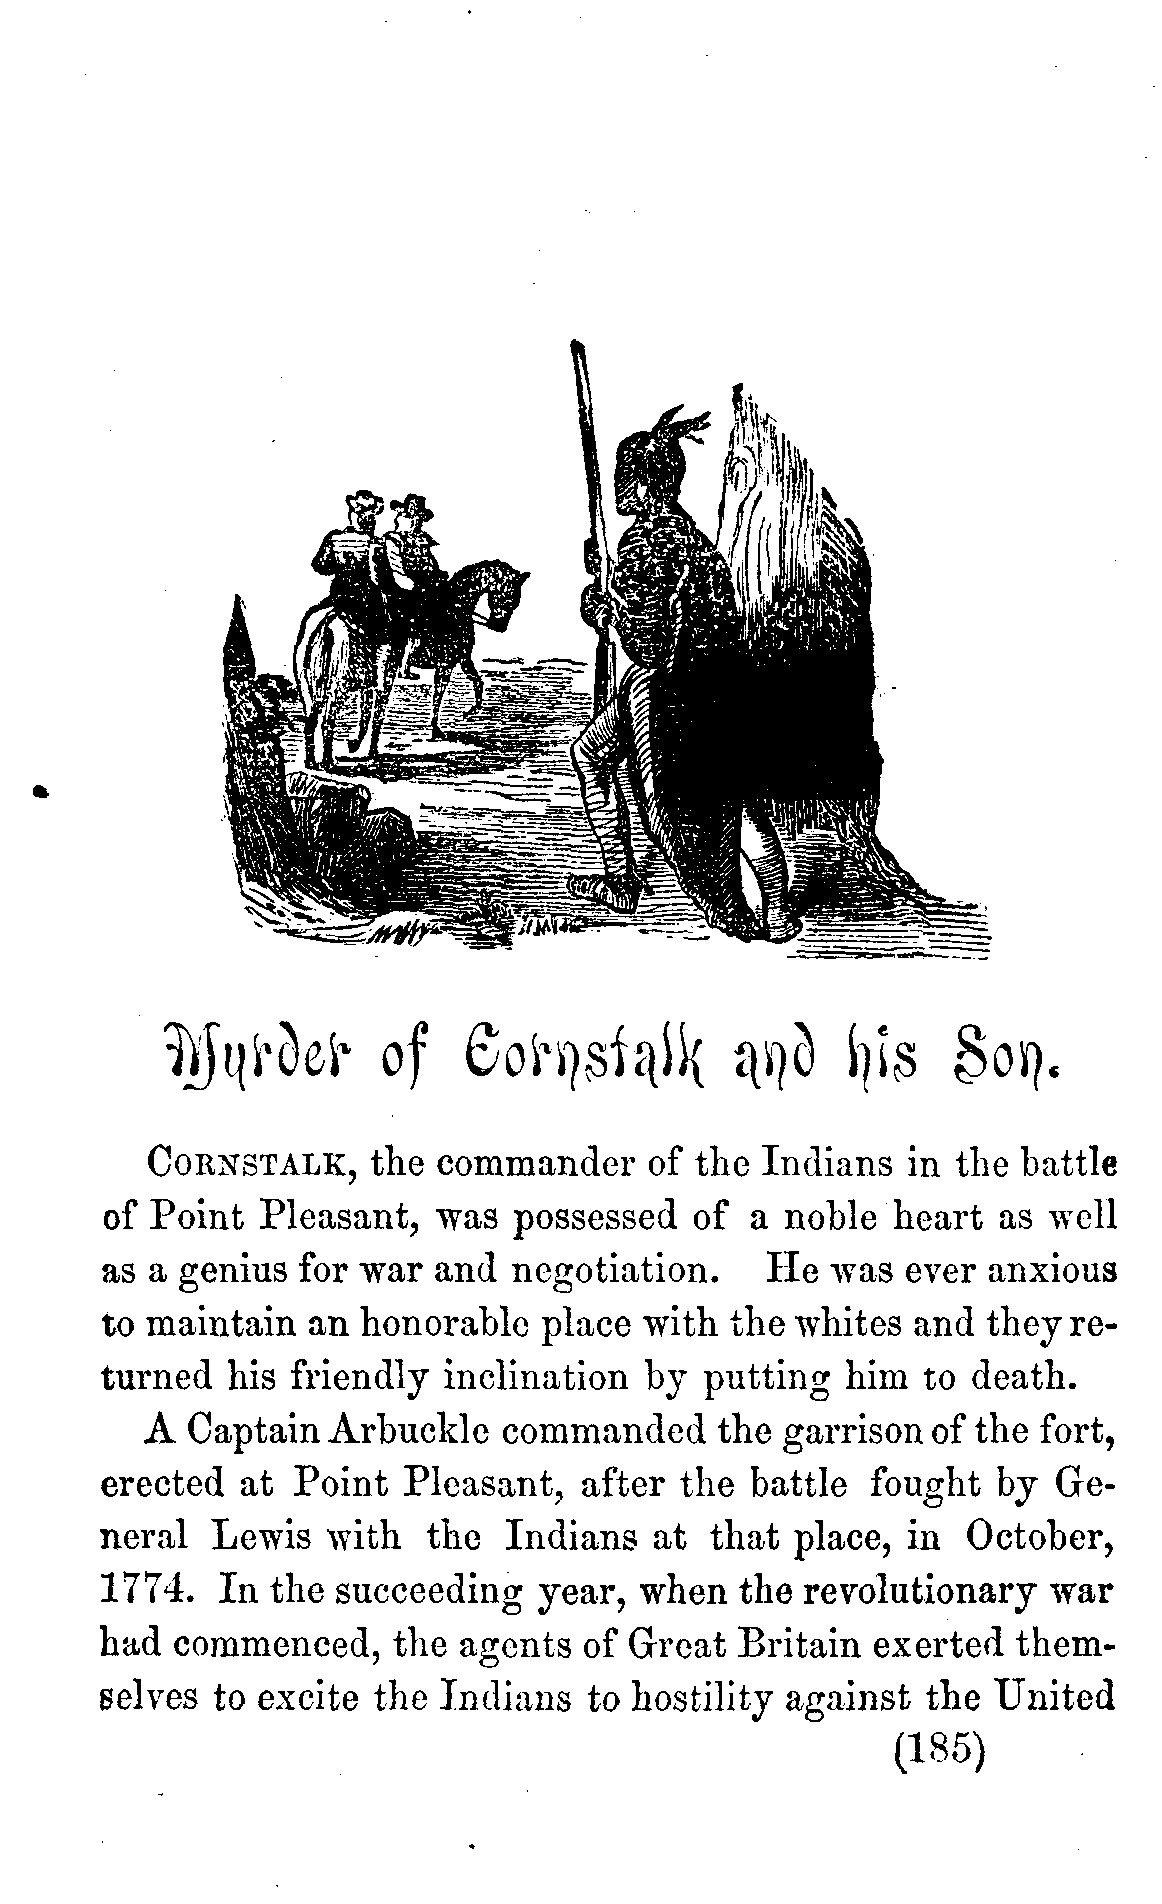 Murder of Cornstalk and his Son.
CORNSTALK, the commander of the Indians in the battle
of Point Pleasant, was possessed of a noble heart as well
as a genius for war and negotiation. He was ever anxious
to maintain an honorable place with the whites and they re-
turned his friendly inclination by putting him to death.
A Captain Arbuckle commanded the garrison of the fort,
erected at Point Pleasant, after the battle fought by Ge-
neral Lewis with the Indians at that place, in October,
1774. In the succeeding year, when the revolutionary war
had commenced, the agents of Great Britain exerted them-
selves to excite the Indians to hostility against the United
(185)